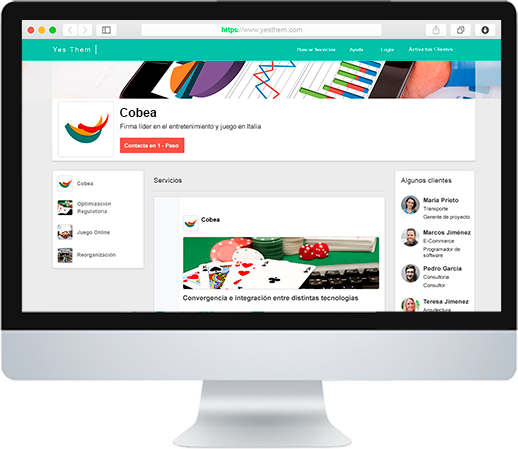 https://www.yesthem.com
Yes Them
Buscar Servicios
Ayuda
Login
Activa tus Clientes
Cobea
Firma líder en el entretenimiento y juego en Italia
Contacta en 1 - Paso
Cobea
Optimización
Regulatoria
Juego Online
Reorganización
Servicios
Cobea
Convergencia e integración entre distintas tecnologías
Algunos clientes
María Prieto
Transporte
Gerente de proyecto
Marcos Jiménez
E-Commerce
Programador de
software
Pedro García
Consultoría
Consultor
Teresa Jimenez
Arquitectura